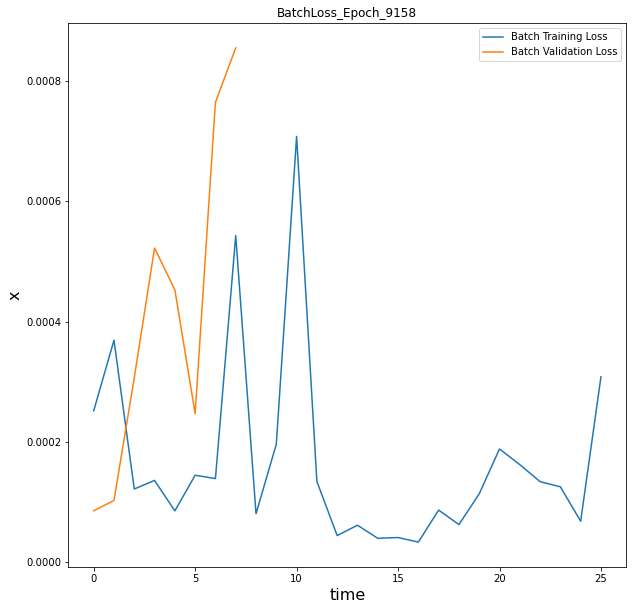 BatchLoss_Epoch_9158
Batch Training Loss
Batch Validation Loss
0.0008
0.0006
0.0004
0.0002
0.0000
x
0 5 10 15 20 25
time